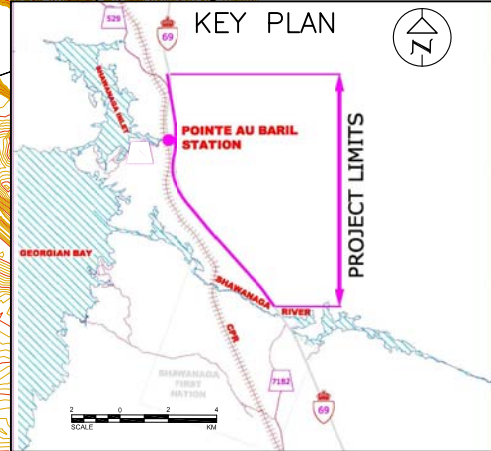 KEY PLAN
529
69
N
SHAWANAGA INLET
POINTE AU BARIL
STATION
PROJECT LIMITS
GEORGIAN BAY
SHAWANAGA
RIVER
CPR
SHAWANAGA
FIRST
NATION
7182
69
2 0 2 4
SCALE KM